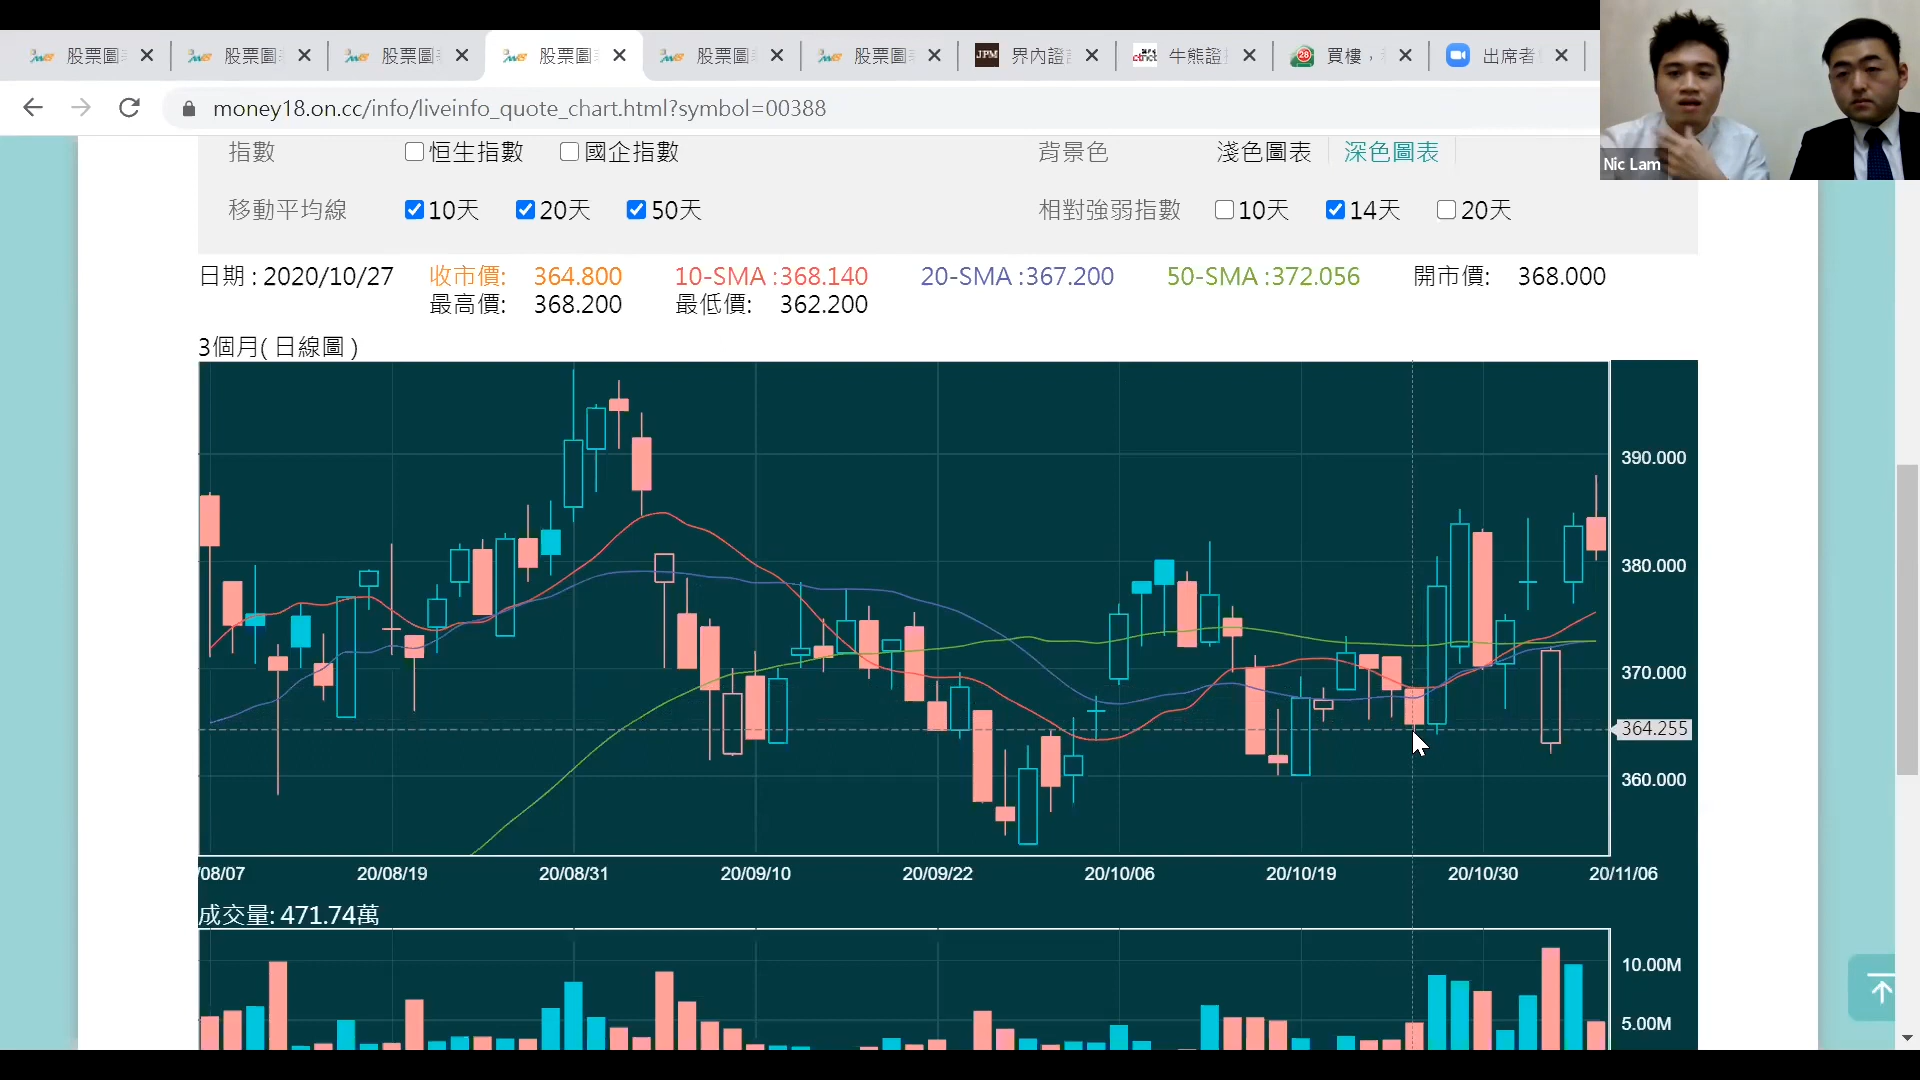 股票圖 股票圖 股票圖 股票圖 股票圖 股票圖 JPM 界內證 牛熊證 28 買樓， 出席者
money18.on.cc/info/liveinfo_quote_chart.html?symbol=00388
Nic Lam
指數 恒生指數 國企指數 背景色 淺色圖表 深色圖表
移動平均線 10天 20天 50天 相對強弱指數 10天 14天 20天
日期 : 2020/10/27 收市價: 364.800 10-SMA :368.140 20-SMA :367.200 50-SMA :372.056 開市價: 368.000
最高價: 368.200 最低價: 362.200
3個月( 日線圖 )
390.000
380.000
370.000
364.255
360.000
/08/07 20/08/19 20/08/31 20/09/10 20/09/22 20/10/06 20/10/19 20/10/30 20/11/06
成交量: 471.74萬
10.00M
5.00M